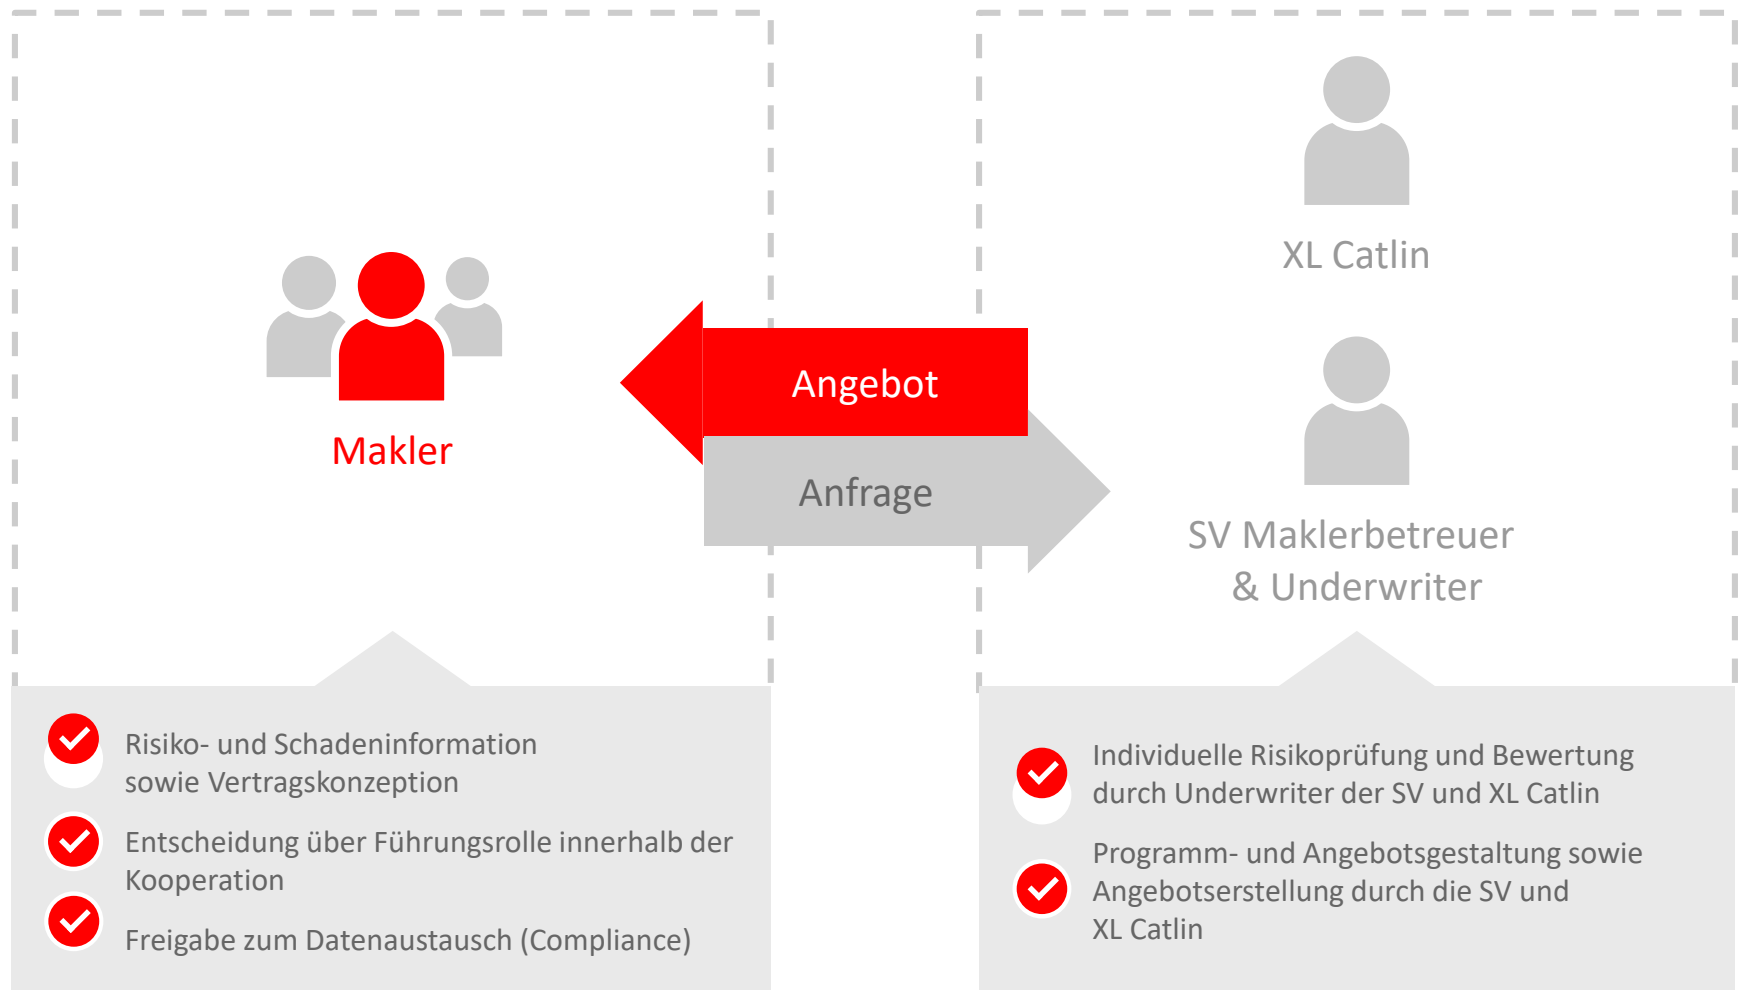 XL Catlin
Angebot
Makler
Anfrage
SV Maklerbetreuer
& Underwriter
Risiko- und Schadeninformation
sowie Vertragskonzeption
Entscheidung über Führungsrolle innerhalb der
Kooperation
Freigabe zum Datenaustausch (Compliance)
Individuelle Risikoprüfung und Bewertung
durch Underwriter der SV und XL Catlin
Programm- und Angebotsgestaltung sowie
Angebotserstellung durch die SV und
XL Catlin